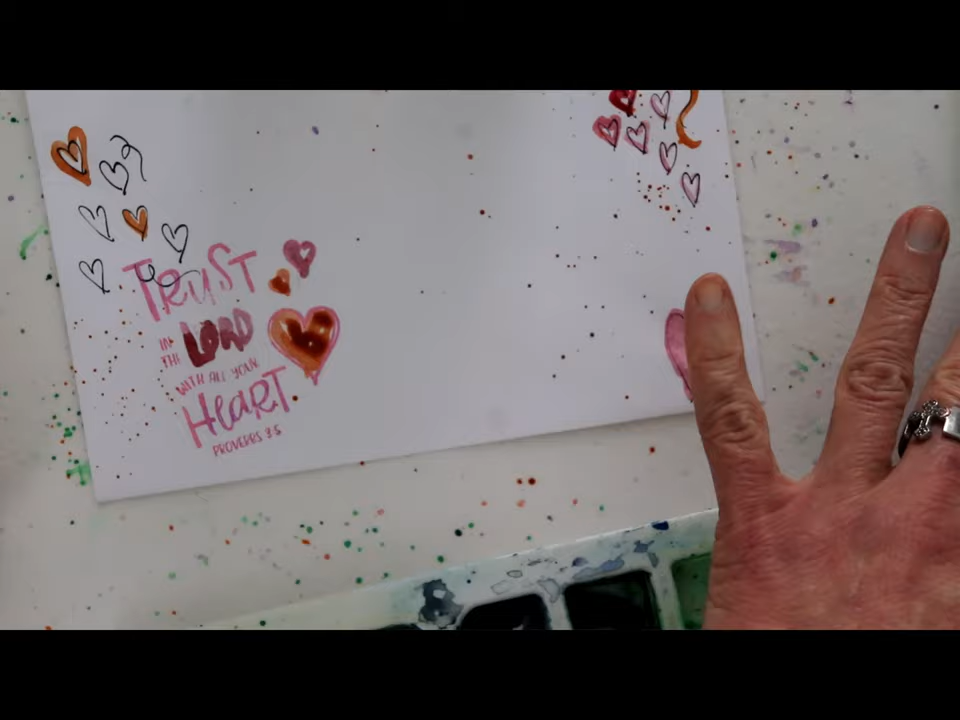 TRUST
IN
THE LORD
WITH ALL YOUR
HEART
PROVERBS 3:5